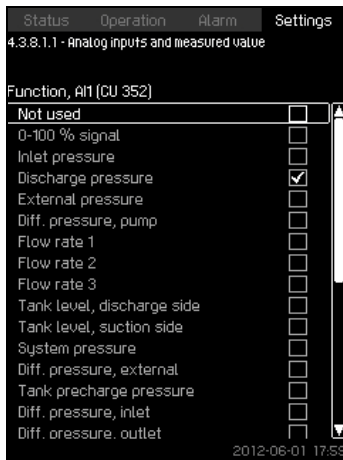 Status Operation Alarm Settings
4.3.8.1.1 - Analog inputs and measured value
Function, AI1 (CU 352)
Not used
0-100 % signal
Inlet pressure
Discharge pressure
External pressure
Diff. pressure, pump
Flow rate 1
Flow rate 2
Flow rate 3
Tank level, discharge side
Tank level, suction side
System pressure
Diff. pressure, external
Tank precharge pressure
Diff. pressure, inlet
Diff. pressure, outlet
2012-06-01 17:59